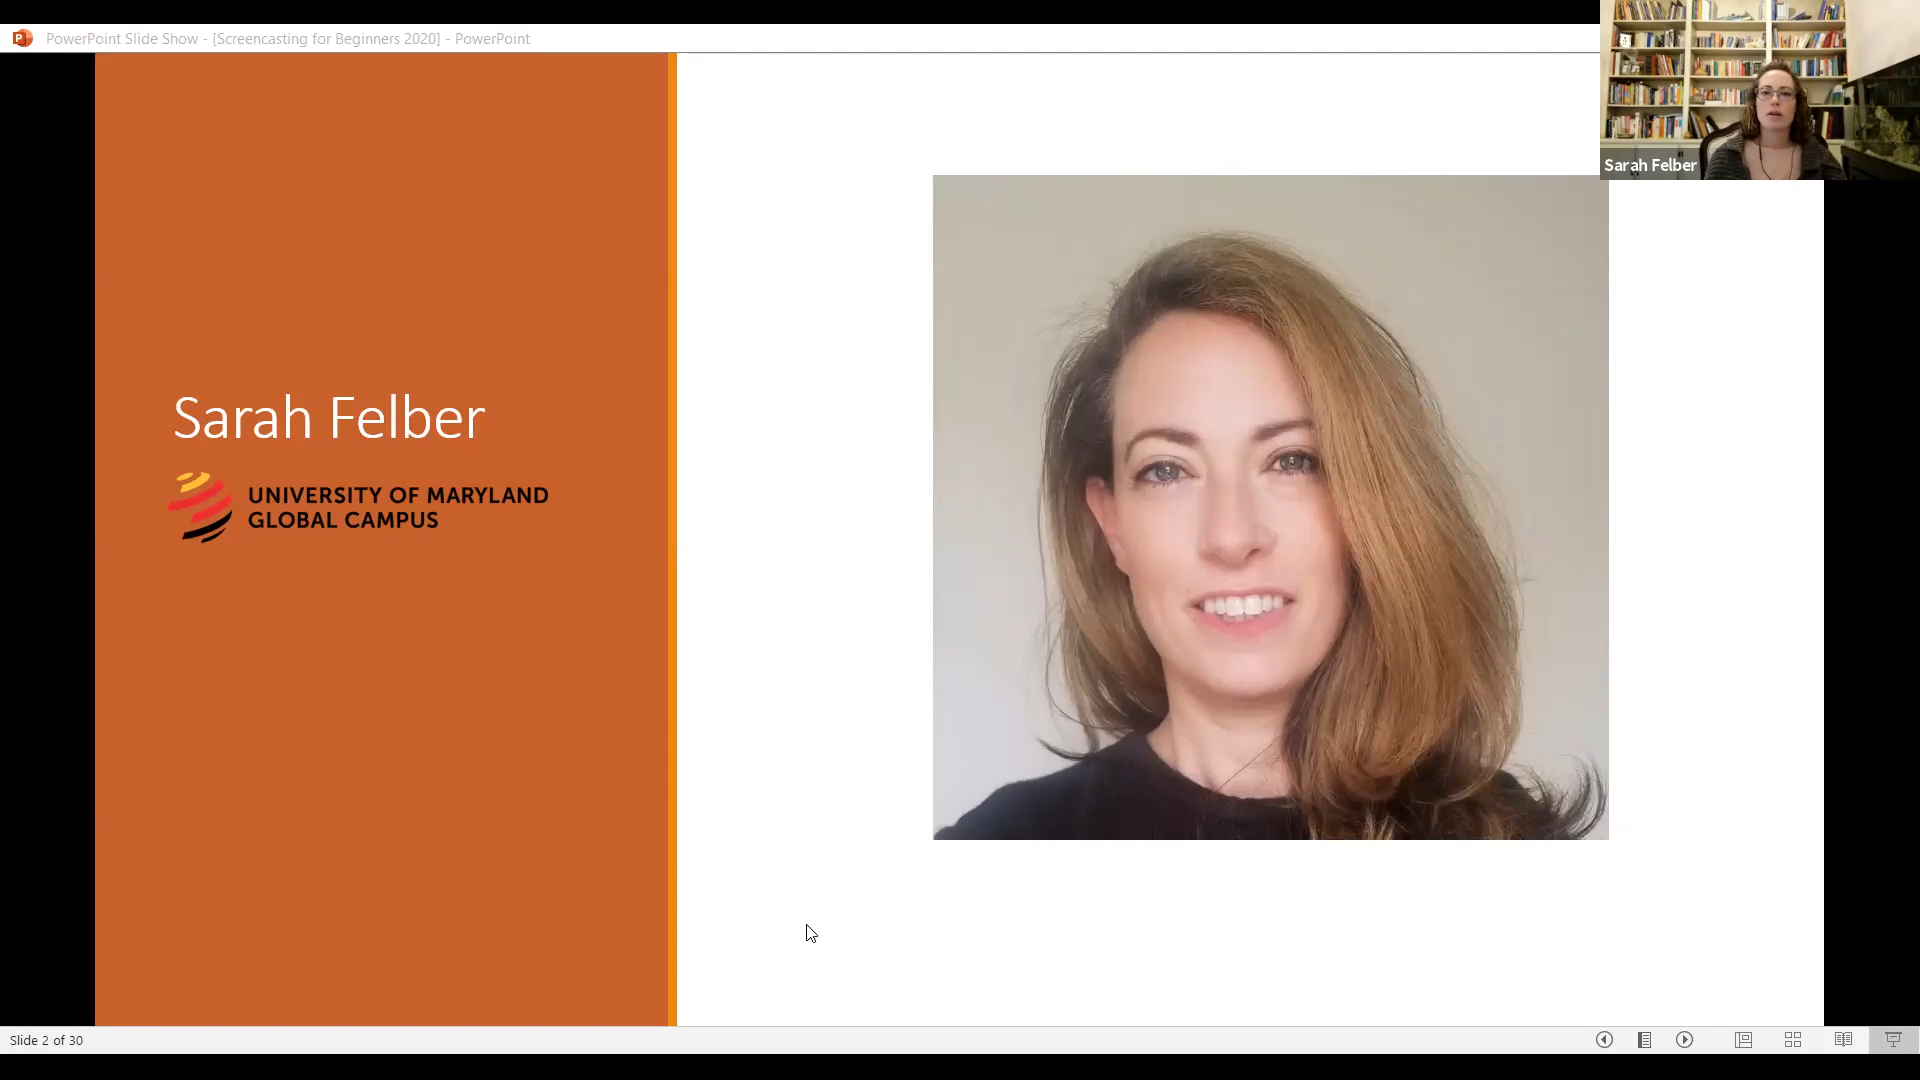 PowerPoint Slide Show - [Screencasting for Beginners 2020] - PowerPoint
Sarah Felber
Sarah Felber
UNIVERSITY OF MARYLAND
GLOBAL CAMPUS
Slide 2 of 30